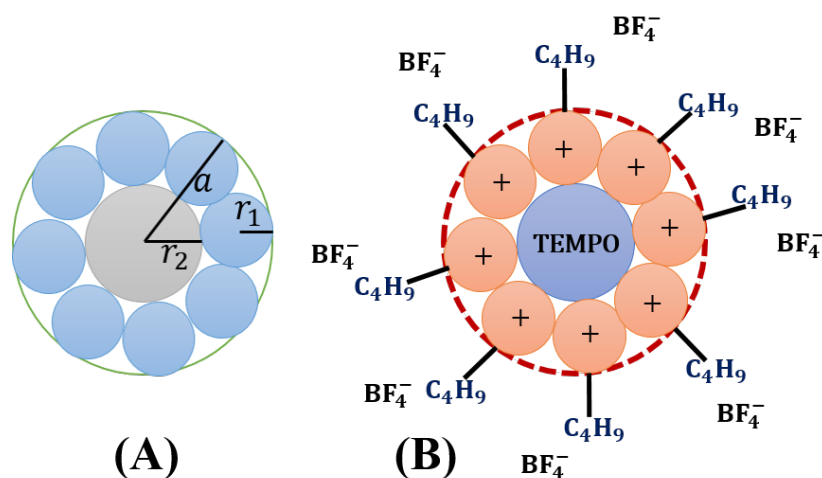 a
r₁
r₂
(A)
BF₄⁻
BF₄⁻
C₄H₉
BF₄⁻
C₄H₉
C₄H₉
BF₄⁻
+
+
+
C₄H₉
+
+
TEMPO
+
BF₄⁻
BF₄⁻
C₄H₉
+
+
+
C₄H₉
C₄H₉
BF₄⁻
C₄H₉
BF₄⁻
BF₄⁻
(B)